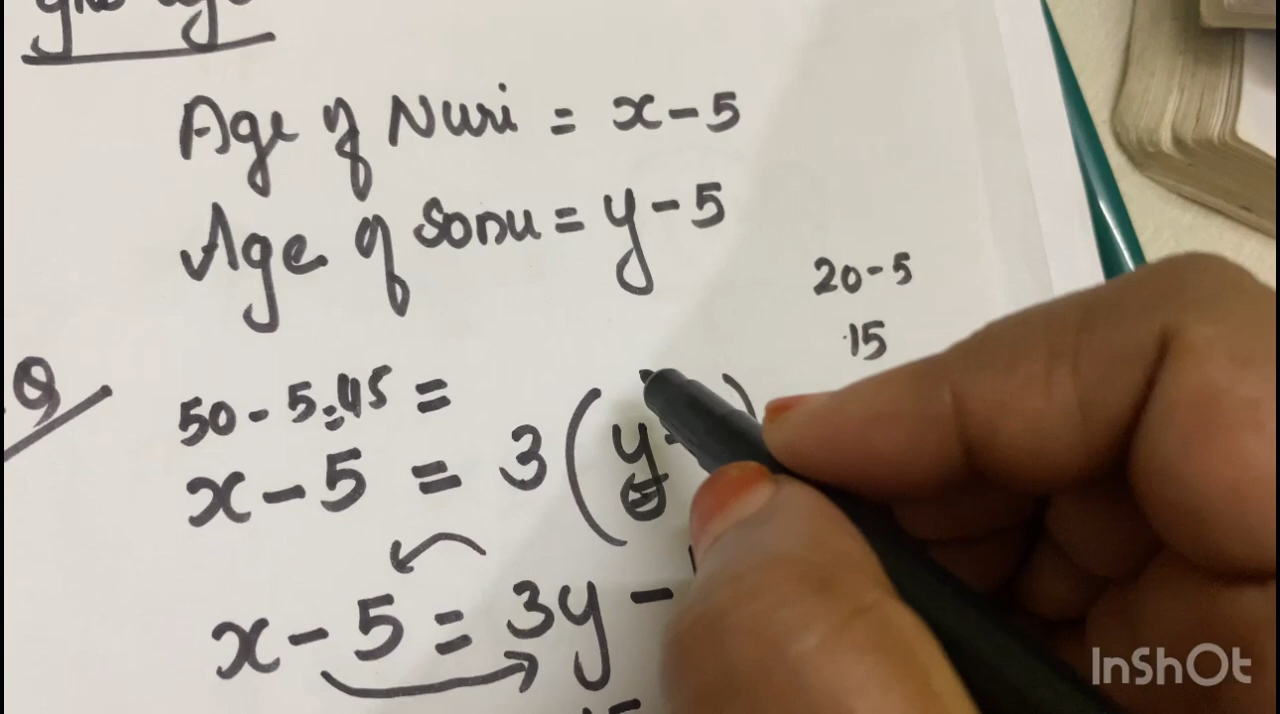 Age of Nuri = x-5
Age of Sonu = y-5
20-5
15
Q
50-5=45 =
x-5 = 3(y-
x-5 = 3y-
InShOt